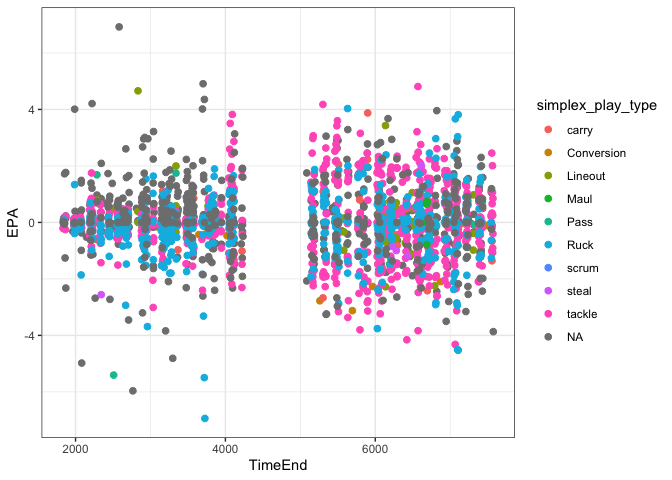 4
0
-4
EPA
2000
4000
6000
TimeEnd
simplex_play_type
carry
Conversion
Lineout
Maul
Pass
Ruck
scrum
steal
tackle
NA